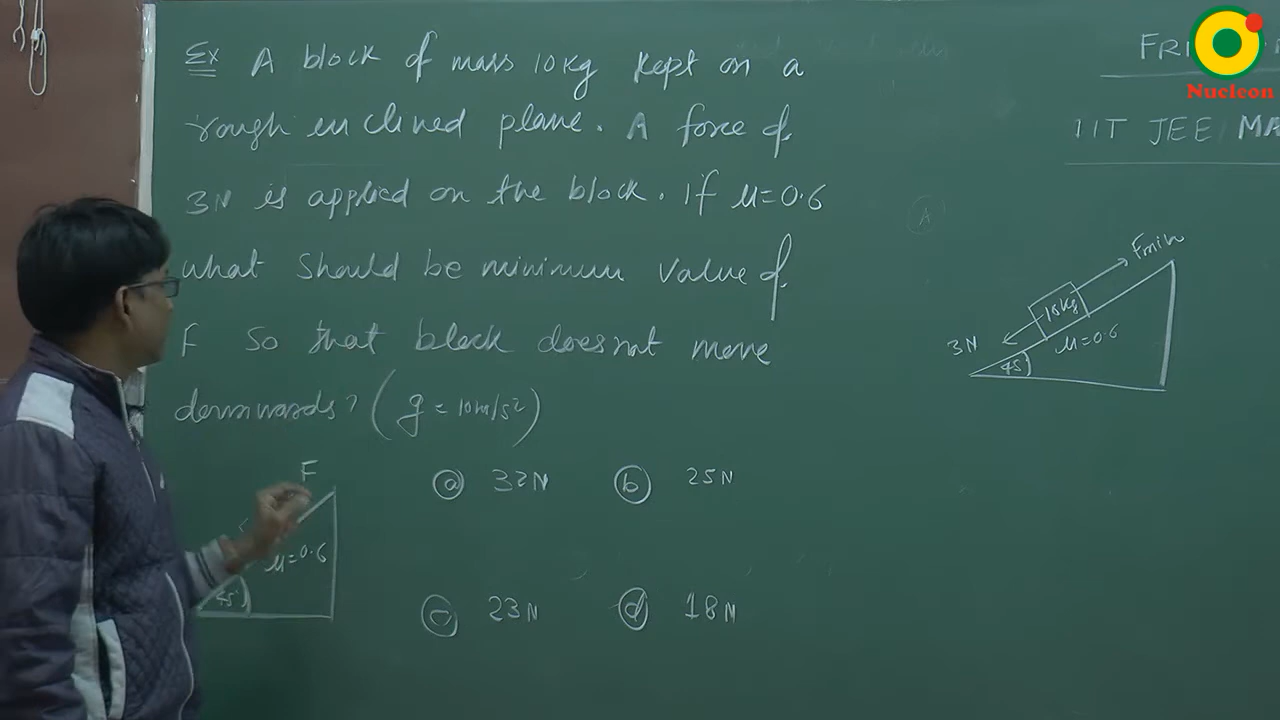 Ex A block of mass 10kg kept on a
rough inclined plane. A force of
3N is applied on the block. If μ=0.6
what should be minimum value of
F so that block does not move
downwards? (g = 10m/s²)
F
μ=0.6
45°
(a) 32N (b) 25N
(c) 23N (d) 18N
Nucleon
IIT JEE MA
A
Fmin
10kg
3N
μ=0.6
45°